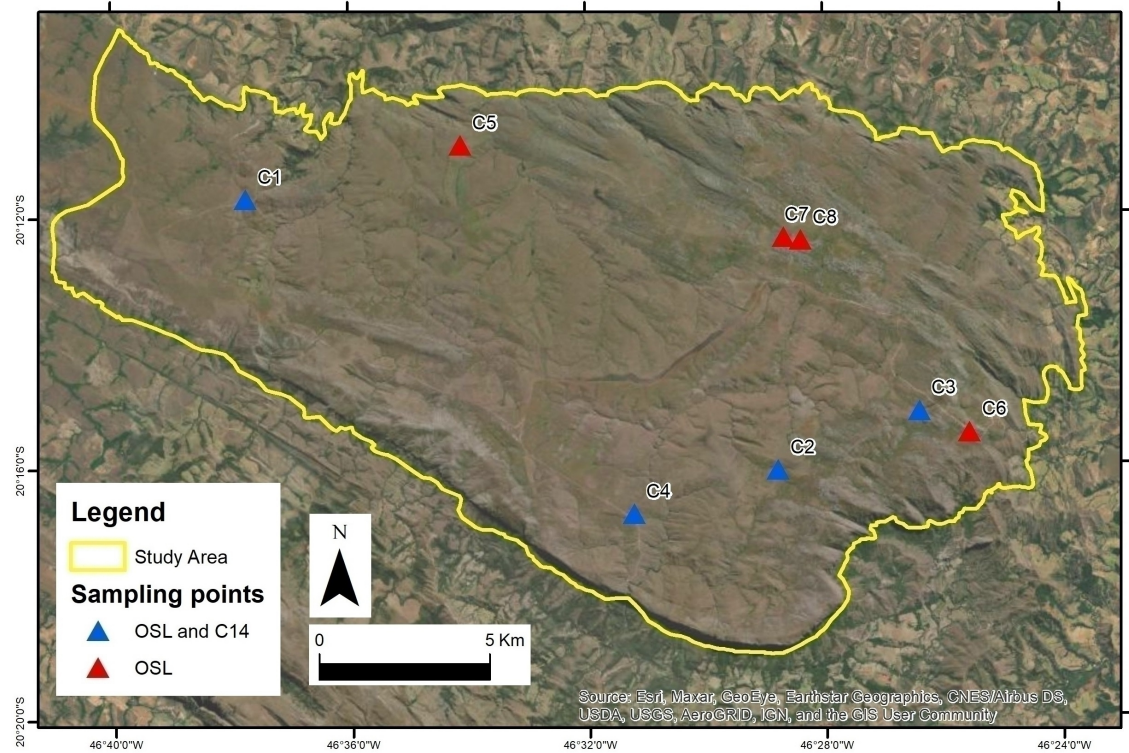 C5
C1
C7 C8
C3
C6
C2
C4
20°12'0"S
20°16'0"S
20°20'0"S
Legend
Study Area
Sampling points
OSL and C14
OSL
N
0 5 Km
Source: Esri, Maxar, GeoEye, Earthstar Geographics, CNES/Airbus DS,
USDA, USGS, AeroGRID, IGN, and the GIS User Community
46°40'0"W 46°36'0"W 46°32'0"W 46°28'0"W 46°24'0"W